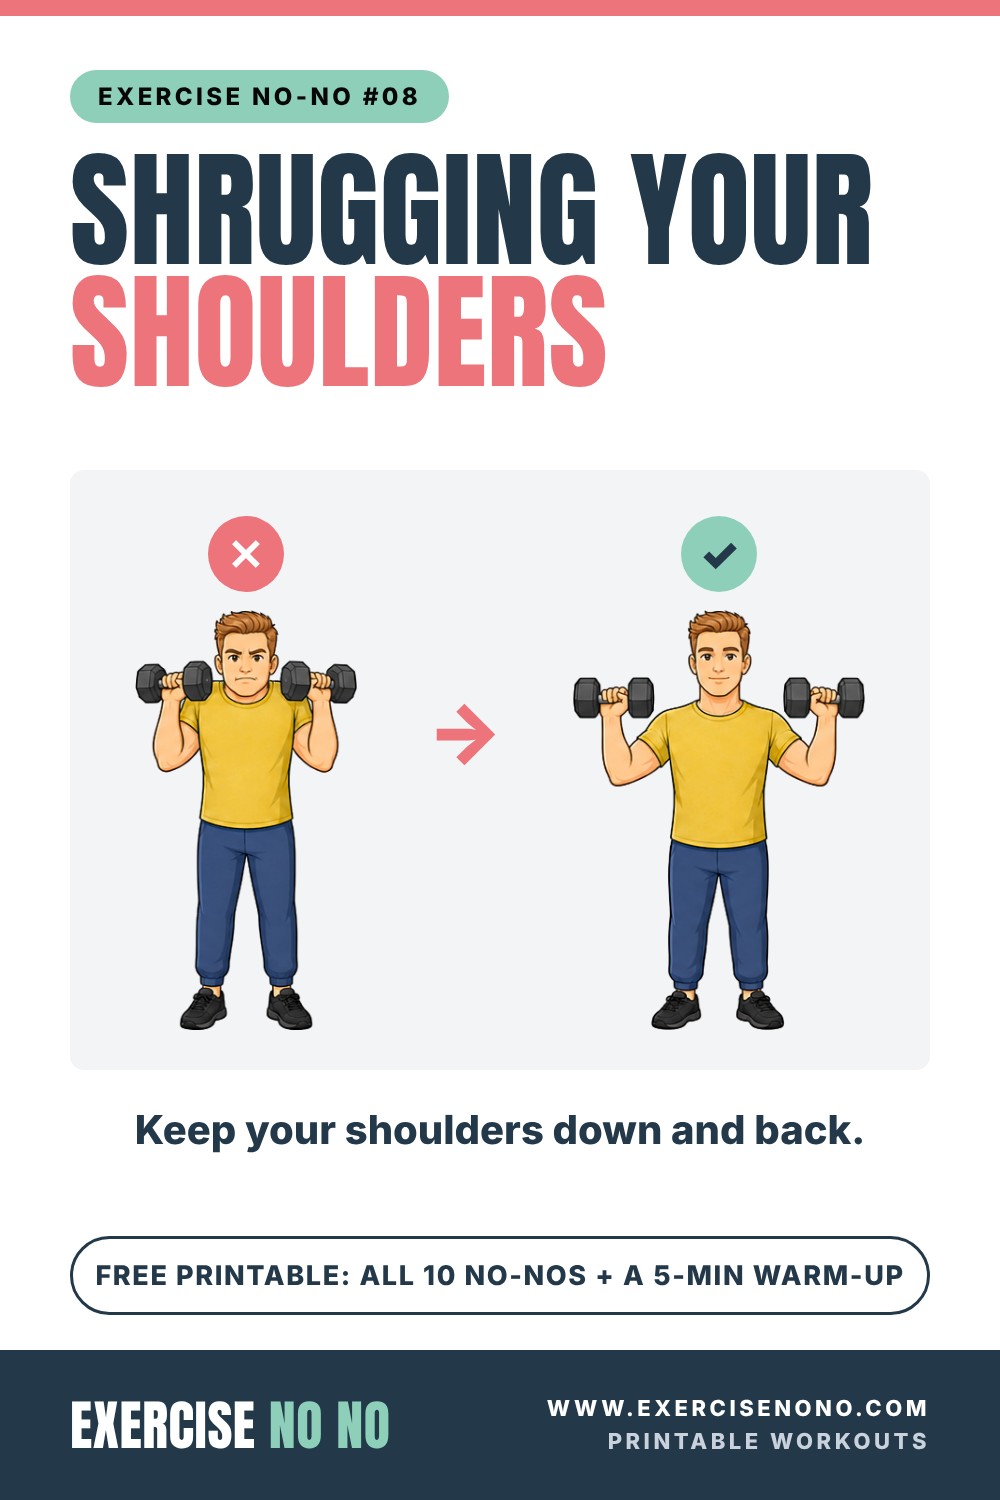 EXERCISE NO-NO #08
SHRUGGING YOUR
SHOULDERS
Keep your shoulders down and back.
FREE PRINTABLE: ALL 10 NO-NOS + A 5-MIN WARM-UP
EXERCISE NO NO
WWW.EXERCISENONO.COM
PRINTABLE WORKOUTS